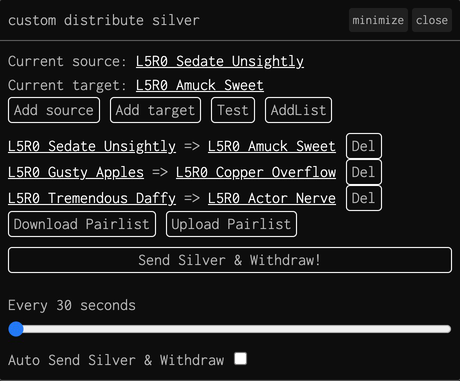 custom distribute silver minimize close
Current source: L5R0 Sedate Unsightly
Current target: L5R0 Amuck Sweet
Add source Add target Test AddList
L5R0 Sedate Unsightly => L5R0 Amuck Sweet Del
L5R0 Gusty Apples => L5R0 Copper Overflow Del
L5R0 Tremendous Daffy => L5R0 Actor Nerve Del
Download Pairlist Upload Pairlist
Send Silver & Withdraw!
Every 30 seconds
Auto Send Silver & Withdraw